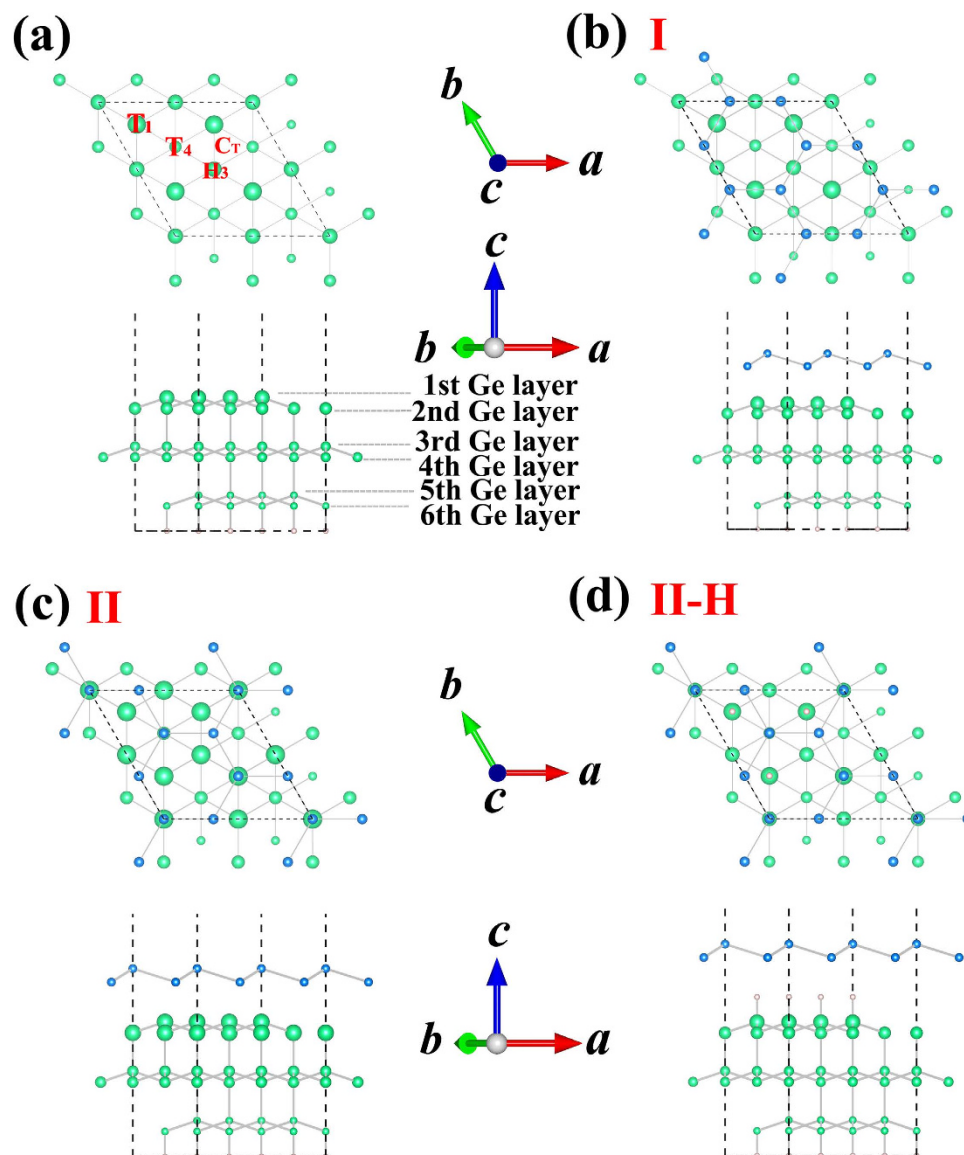 (a)
(b) I
T1
T4
CT
H3
b
a
c
c
b
a
1st Ge layer
2nd Ge layer
3rd Ge layer
4th Ge layer
5th Ge layer
6th Ge layer
(c) II
(d) II-H
b
a
c
c
b
a